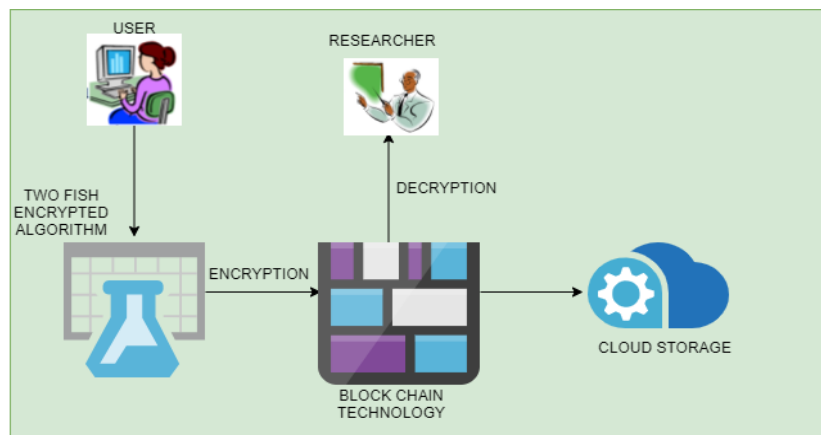 USER
RESEARCHER
DECRYPTION
TWO FISH
ENCRYPTED
ALGORITHM
ENCRYPTION
CLOUD STORAGE
BLOCK CHAIN
TECHNOLOGY